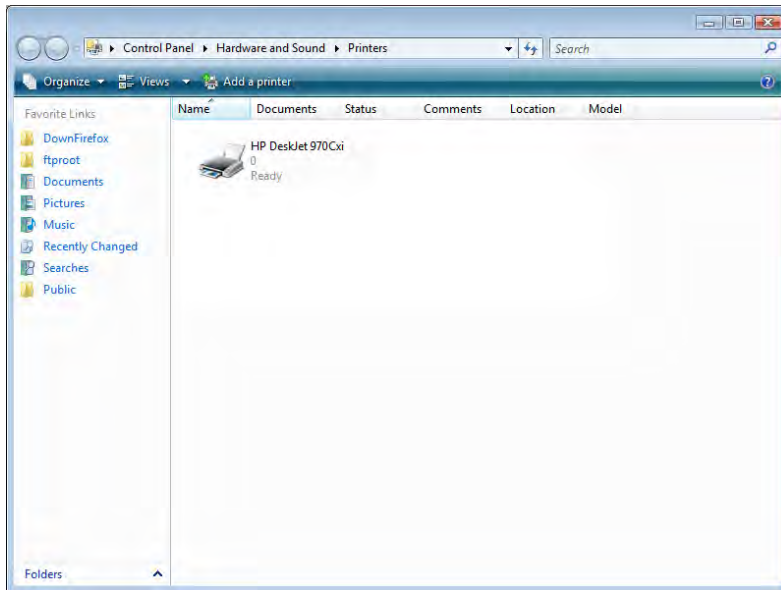 Control Panel Hardware and Sound Printers Search
Organize Views Add a printer
Favorite Links
DownFirefox
ftproot
Documents
Pictures
Music
Recently Changed
Searches
Public
Folders
Name Documents Status Comments Location Model
HP DeskJet 970Cxi
0
Ready